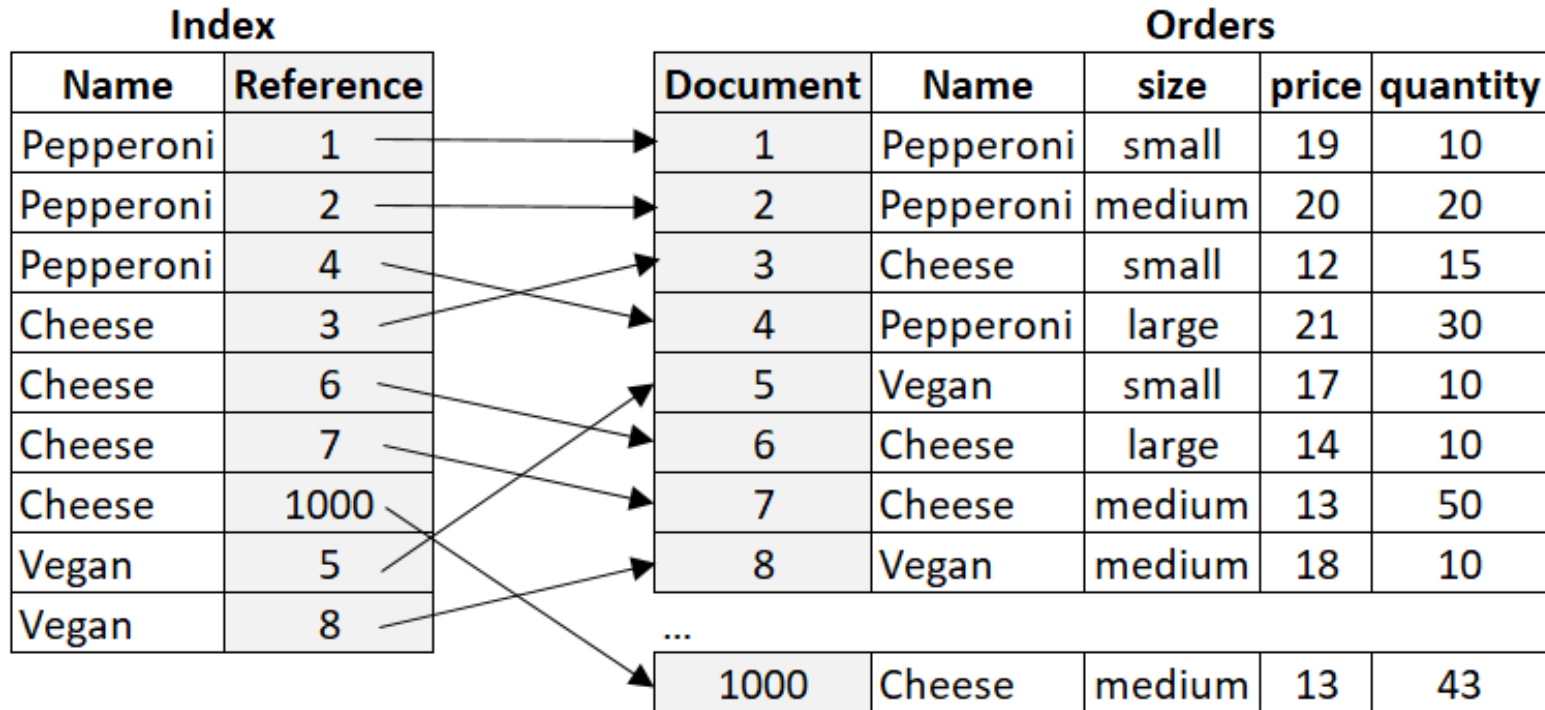 Index
Name Reference
Pepperoni 1
Pepperoni 2
Pepperoni 4
Cheese 3
Cheese 6
Cheese 7
Cheese 1000
Vegan 5
Vegan 8
Orders
Document Name size price quantity
1 Pepperoni small 19 10
2 Pepperoni medium 20 20
3 Cheese small 12 15
4 Pepperoni large 21 30
5 Vegan small 17 10
6 Cheese large 14 10
7 Cheese medium 13 50
8 Vegan medium 18 10
...
1000 Cheese medium 13 43